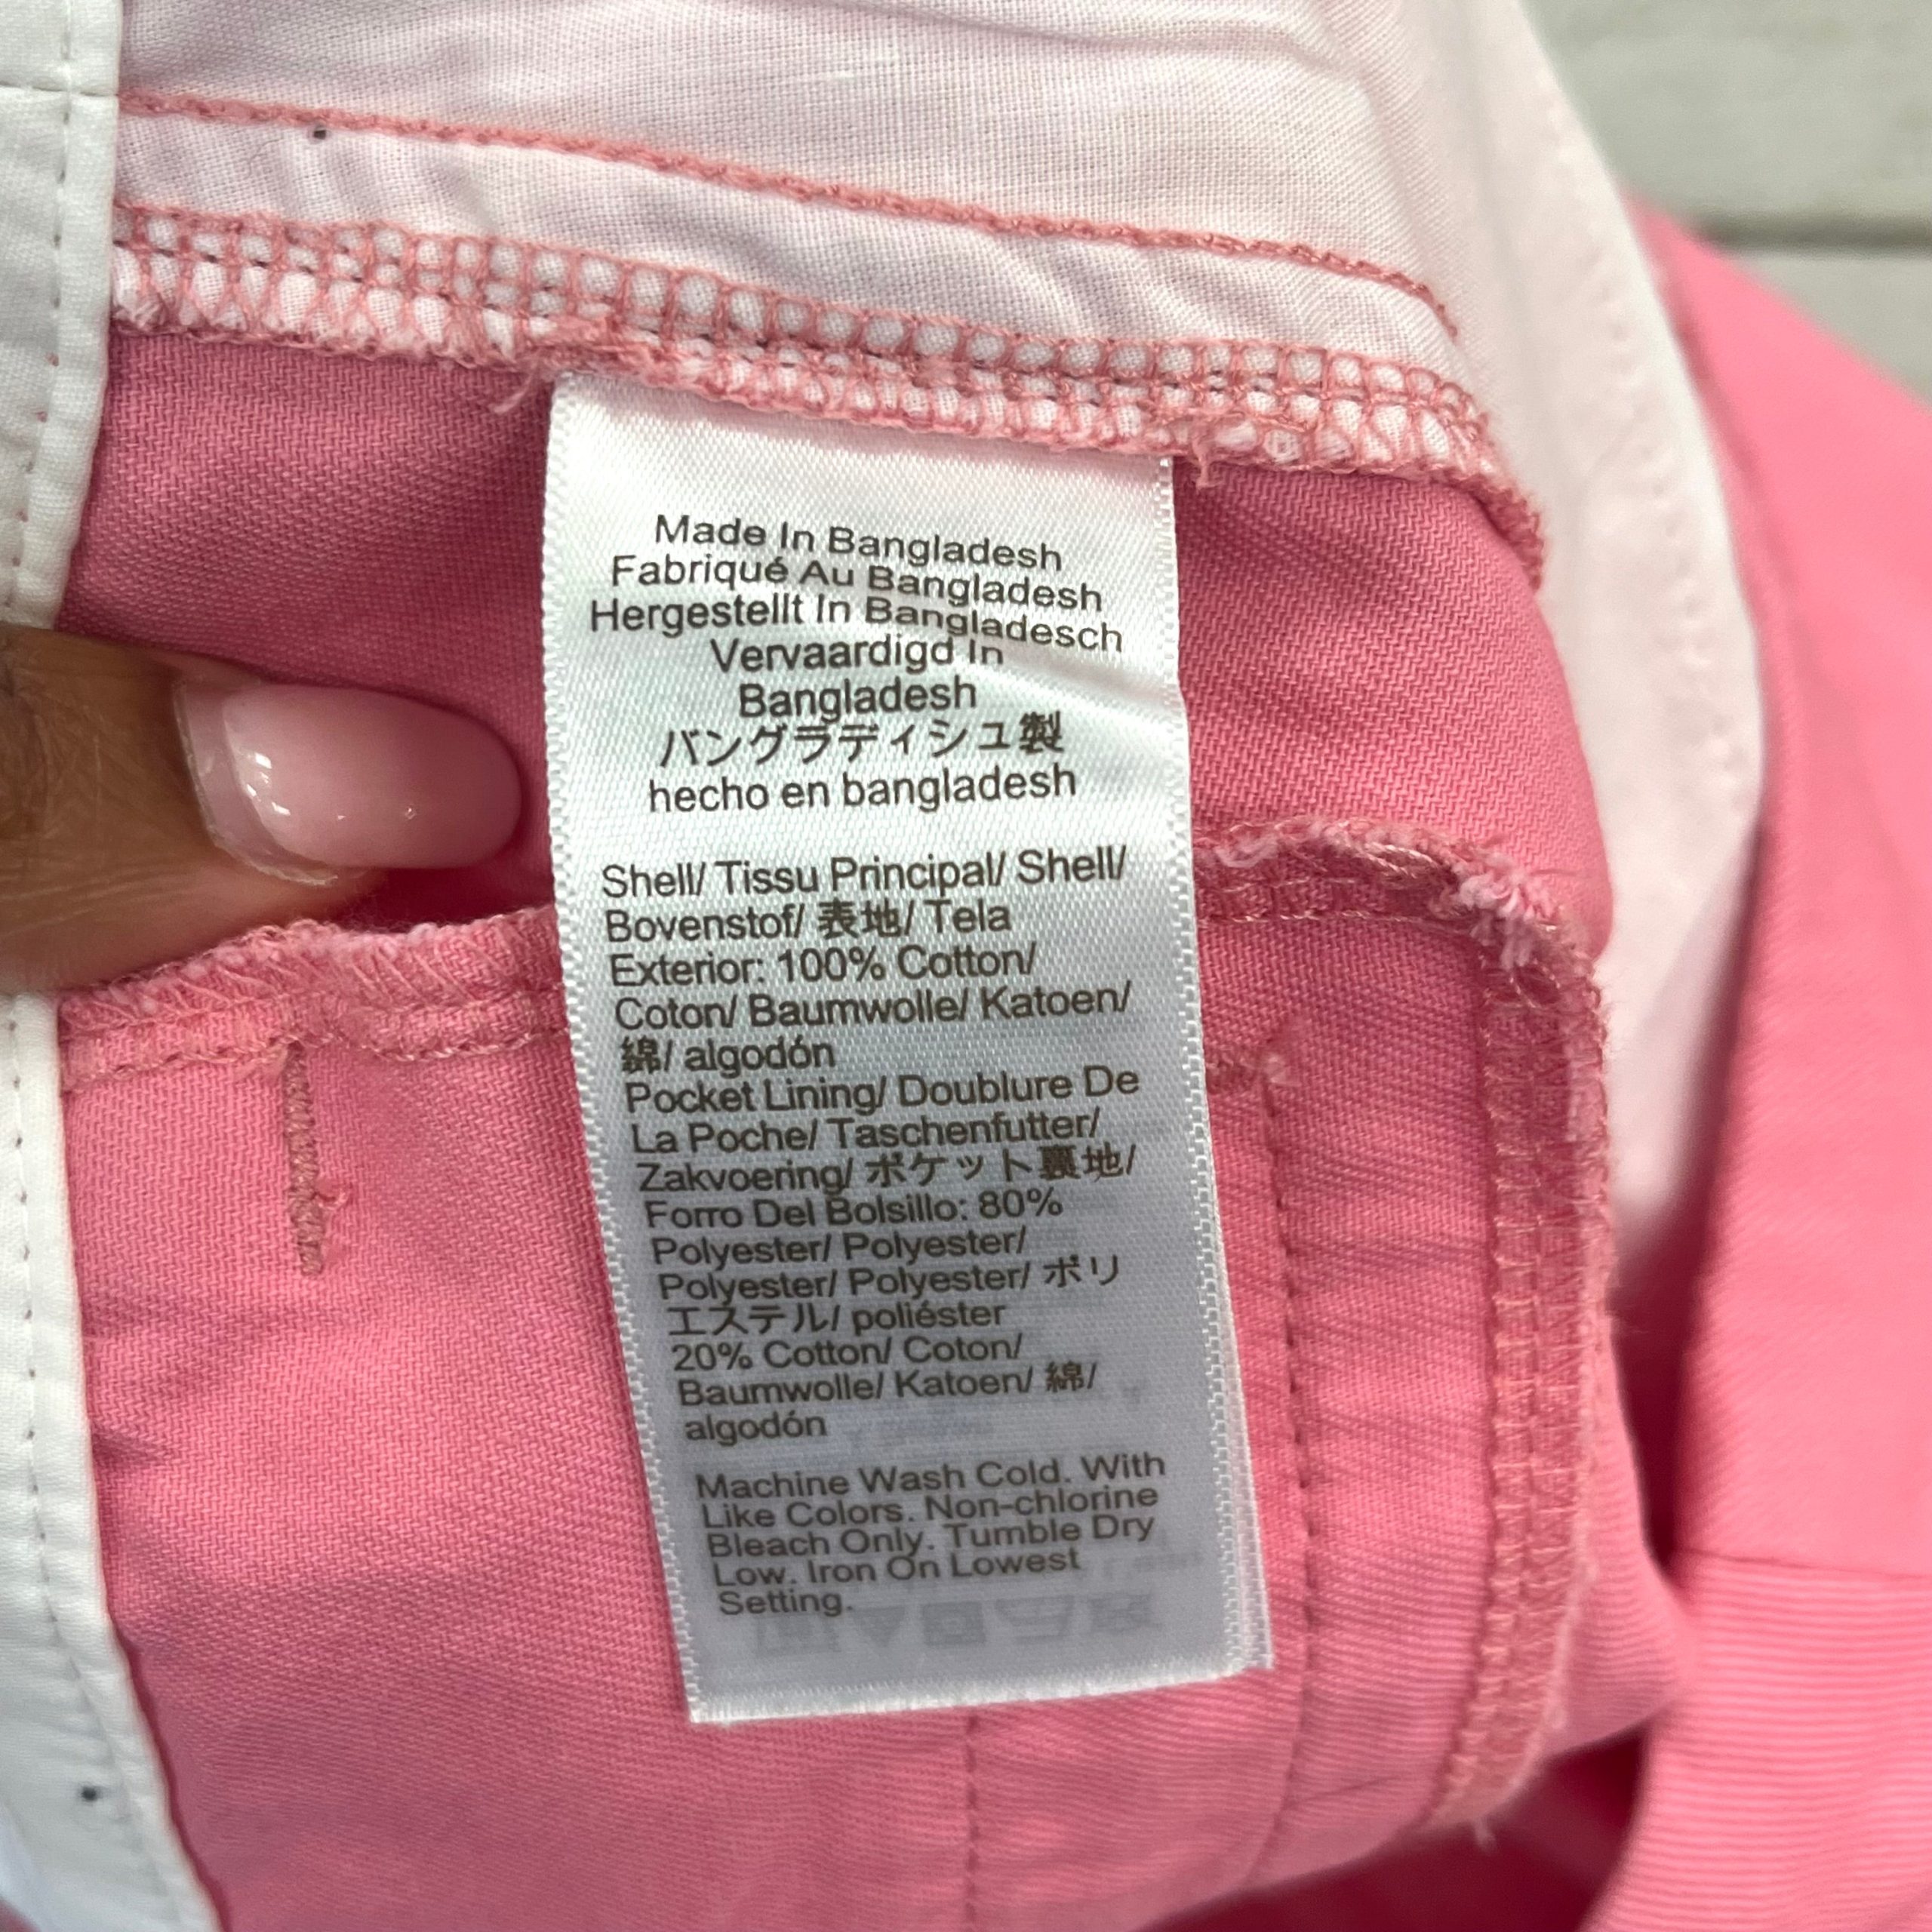 Made In Bangladesh
Fabriqué Au Bangladesh
Hergestellt In Bangladesch
Vervaardigd In
Bangladesh
バングラディシュ製
hecho en bangladesh
Shell/ Tissu Principal/ Shell/
Bovenstof/ 表地/ Tela
Exterior: 100% Cotton/
Coton/ Baumwolle/ Katoen/
綿/ algodón
Pocket Lining/ Doublure De
La Poche/ Taschenfutter/
Zakvoering/ ポケット裏地/
Forro Del Bolsillo: 80%
Polyester/ Polyester/
Polyester/ Polyester/ ポリ
エステル/ poliéster
20% Cotton/ Coton/
Baumwolle/ Katoen/ 綿/
algodón
Machine Wash Cold. With
Like Colors. Non-chlorine
Bleach Only. Tumble Dry
Low. Iron On Lowest
Setting.